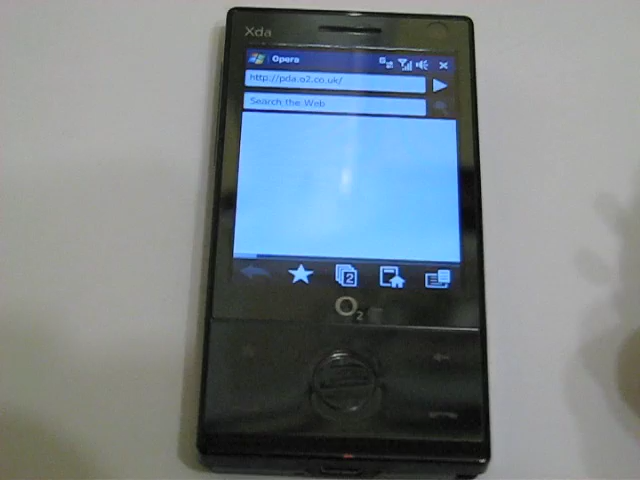 Xda
Opera
http://pda.o2.co.uk/
Search the Web
2
O2